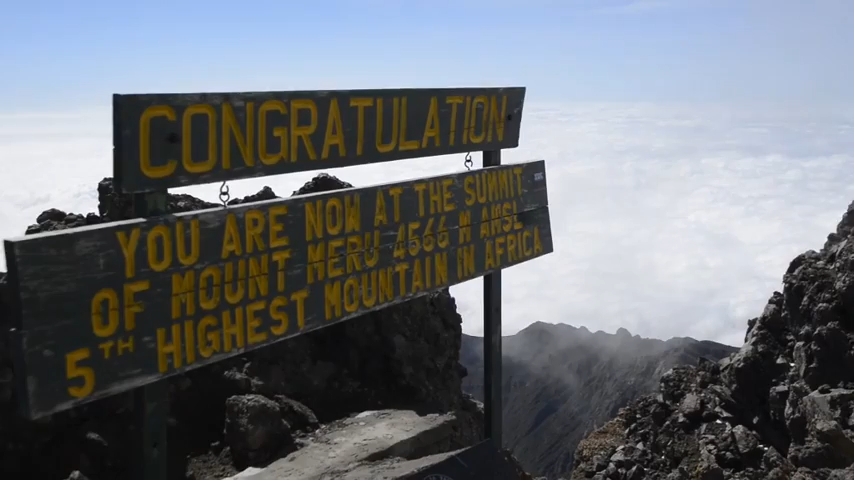 CONGRATULATION
YOU ARE NOW AT THE SUMMIT
OF MOUNT MERU 4566 M AMSL
5TH HIGHEST MOUNTAIN IN AFRICA